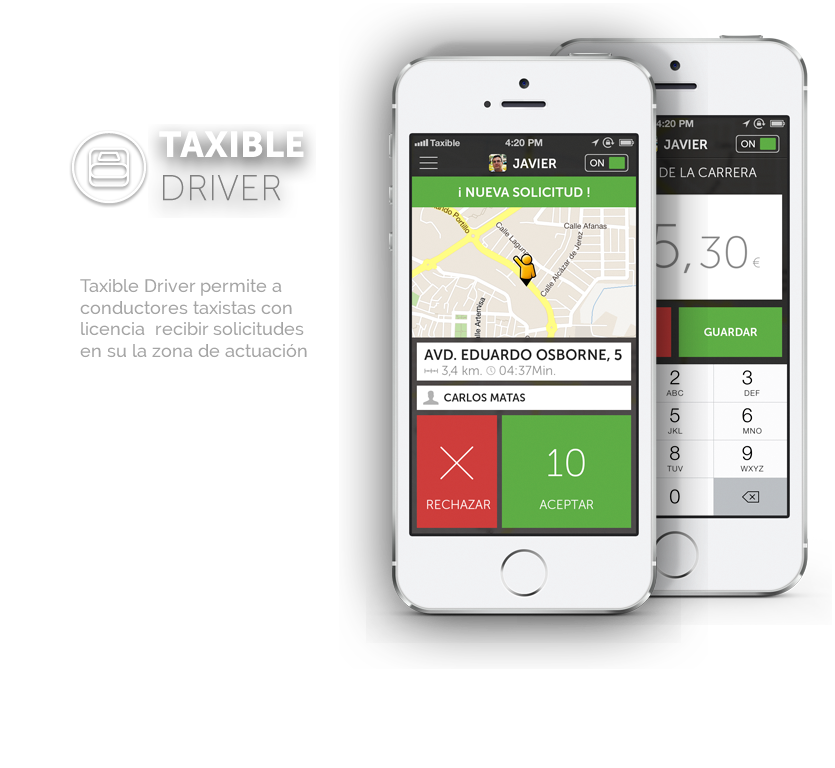 TAXIBLE
DRIVER
Taxible Driver permite a
conductores taxistas con
licencia recibir solicitudes
en su la zona de actuación
Taxible 4:20 PM
JAVIER ON
¡ NUEVA SOLICITUD !
Portillo
Calle Laguna
Calle Afanas
Calle Alcázar de Jerez
Calle Artemisa
AVD. EDUARDO OSBORNE, 5
3,4 km. 04:37Min.
CARLOS MATAS
RECHAZAR
10
ACEPTAR
4:20 PM
JAVIER ON
DE LA CARRERA
5,30€
GUARDAR
2 3
ABC DEF
5 6
JKL MNO
8 9
TUV WXYZ
0